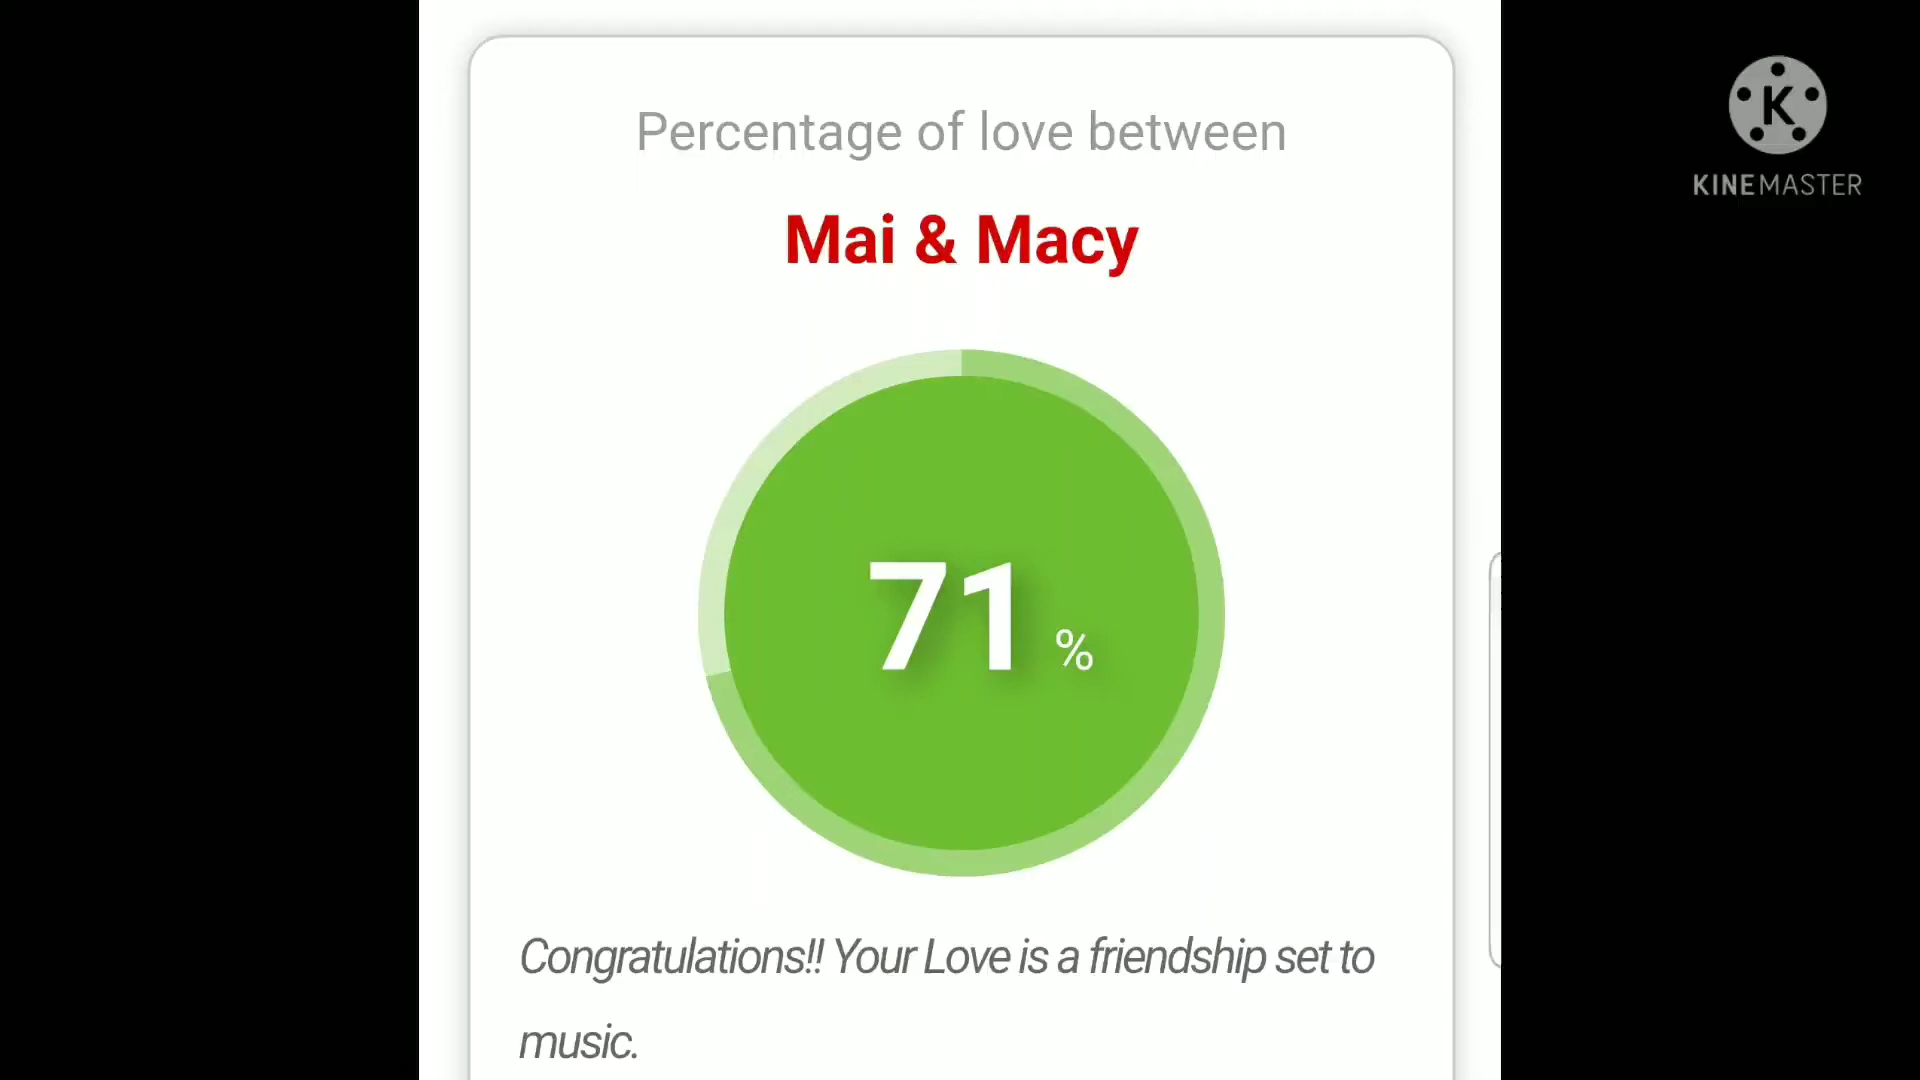 Percentage of love between
Mai & Macy
71 %
Congratulations!! Your Love is a friendship set to
music.
K
KINEMASTER